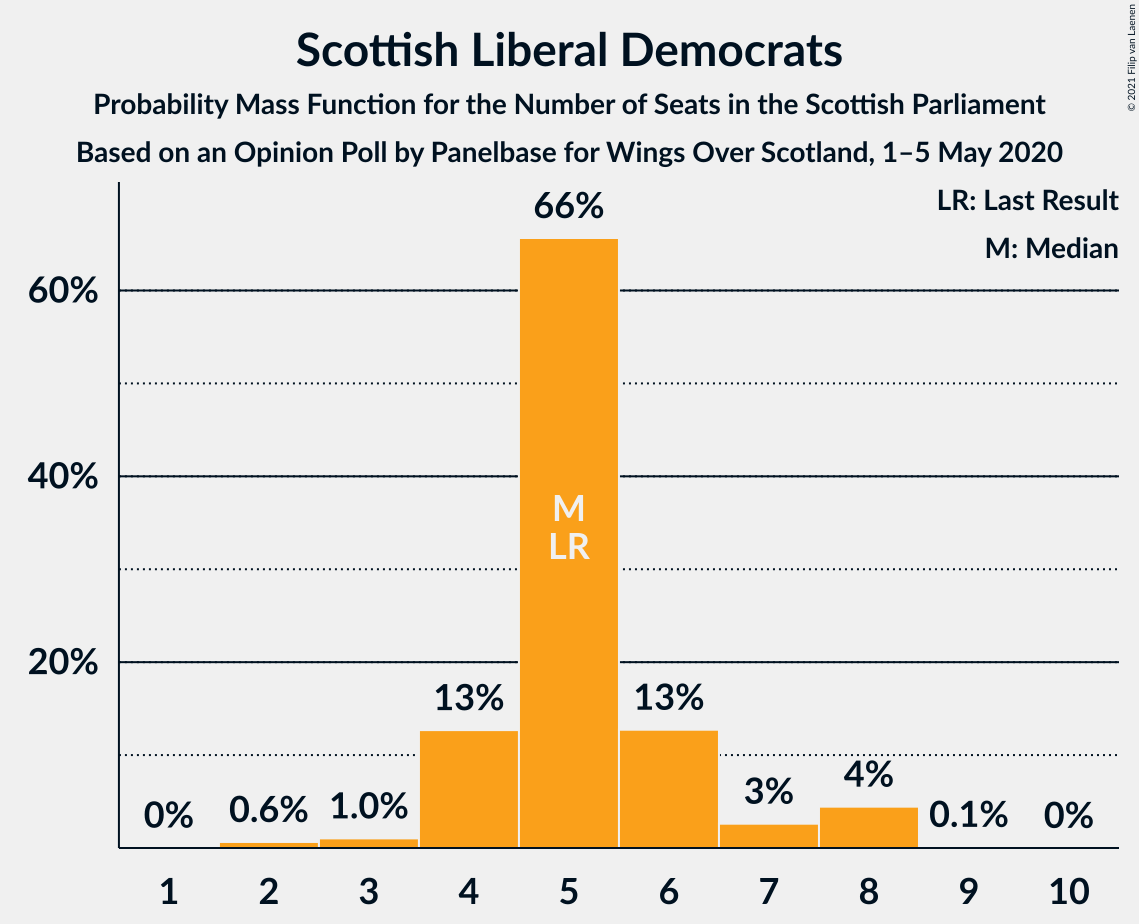 Scottish Liberal Democrats
Probability Mass Function for the Number of Seats in the Scottish Parliament
Based on an Opinion Poll by Panelbase for Wings Over Scotland, 1–5 May 2020
© 2021 Filip van Laenen
LR: Last Result
M: Median
66%
60%
40%
M
LR
20%
13%
13%
4%
3%
1.0%
0.6%
0%
0.1%
0%
1 2 3 4 5 6 7 8 9 10